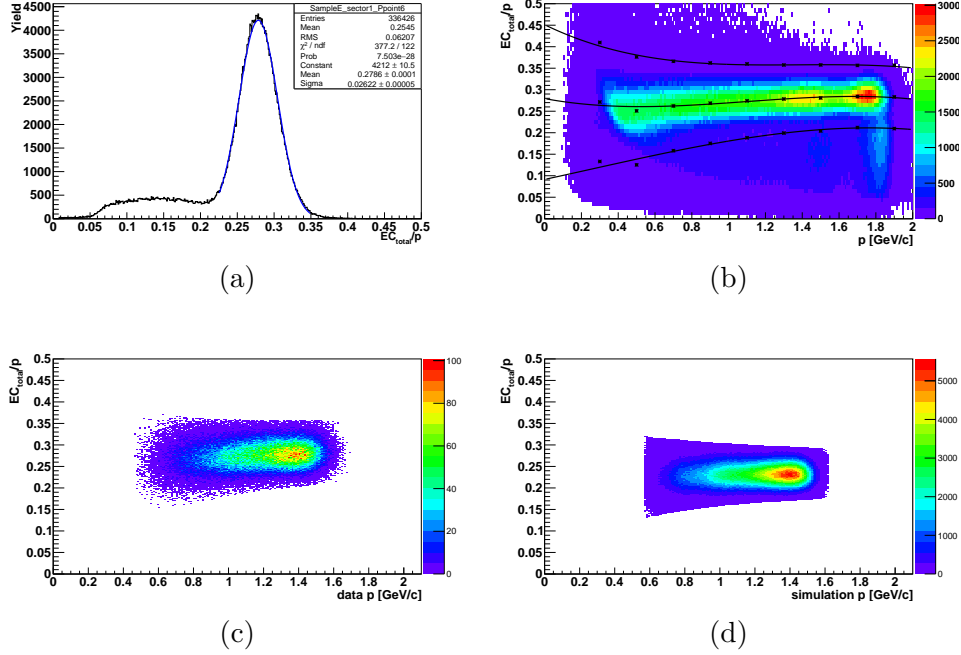 SampleE_sector1_Ppoint6
Entries 336426
Mean 0.2545
RMS 0.06207
χ² / ndf 377.2 / 122
Prob 7.503e−28
Constant 4212 ± 10.5
Mean 0.2786 ± 0.0001
Sigma 0.02622 ± 0.00005
Yield
4500
4000
3500
3000
2500
2000
1500
1000
500
0
0 0.05 0.1 0.15 0.2 0.25 0.3 0.35 0.4 0.45 0.5
EC_total/p
(a)
EC_total/p
0.5
0.45
0.4
0.35
0.3
0.25
0.2
0.15
0.1
0.05
0
0 0.2 0.4 0.6 0.8 1 1.2 1.4 1.6 1.8 2
p [GeV/c]
3000
2500
2000
1500
1000
500
0
(b)
EC_total/p
0.5
0.45
0.4
0.35
0.3
0.25
0.2
0.15
0.1
0.05
0
0 0.2 0.4 0.6 0.8 1 1.2 1.4 1.6 1.8 2
data p [GeV/c]
100
80
60
40
20
0
(c)
EC_total/p
0.5
0.45
0.4
0.35
0.3
0.25
0.2
0.15
0.1
0.05
0
0 0.2 0.4 0.6 0.8 1 1.2 1.4 1.6 1.8 2
simulation p [GeV/c]
5000
4000
3000
2000
1000
0
(d)